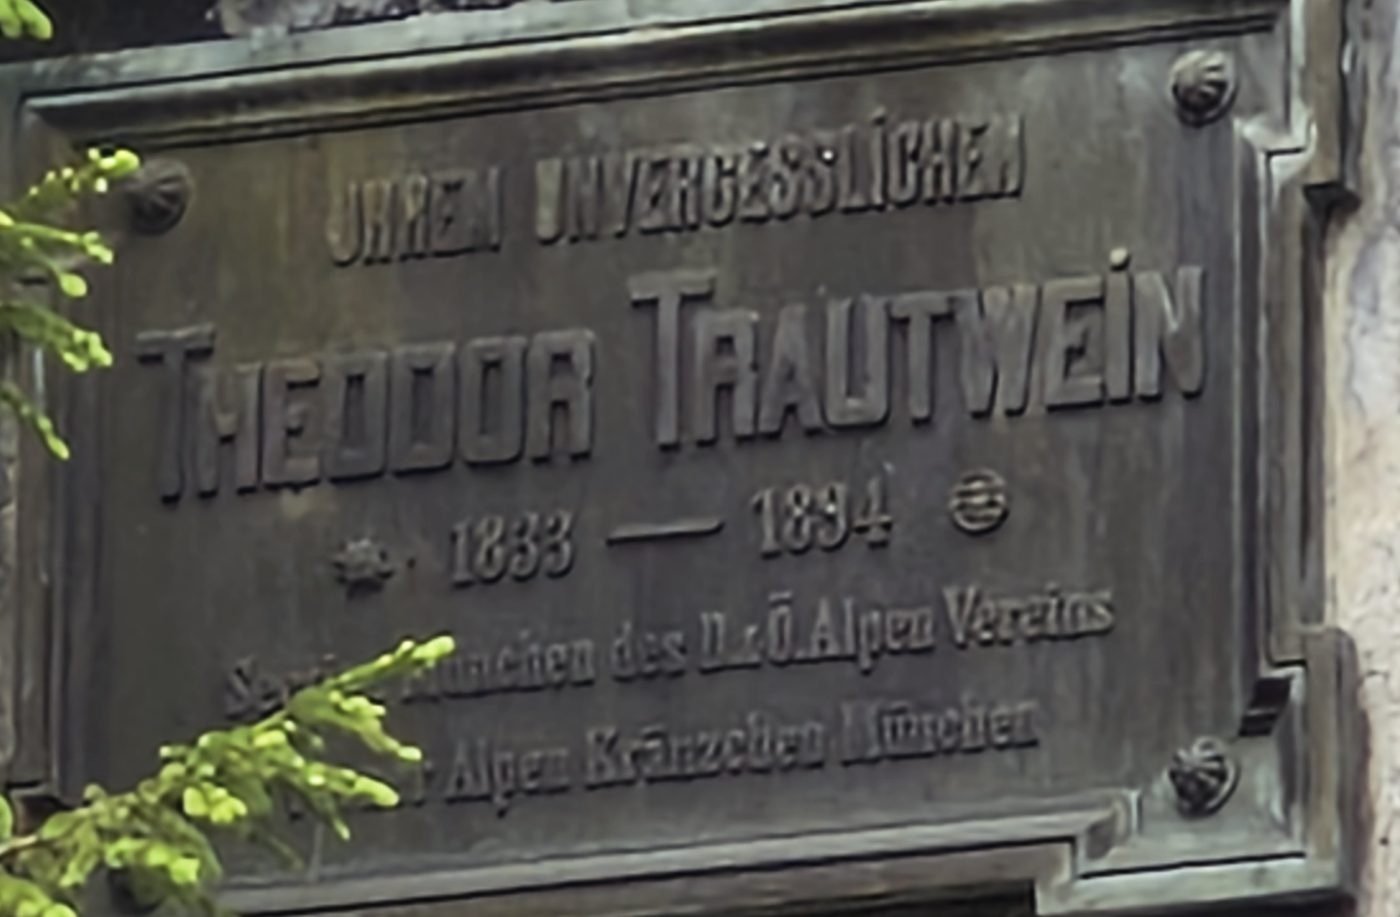 IHREM UNVERGESSLICHEN
THEODOR TRAUTWEIN
1833 — 1894
München des D. u. Ö. Alpen Vereins
Alpen Kränzchen München